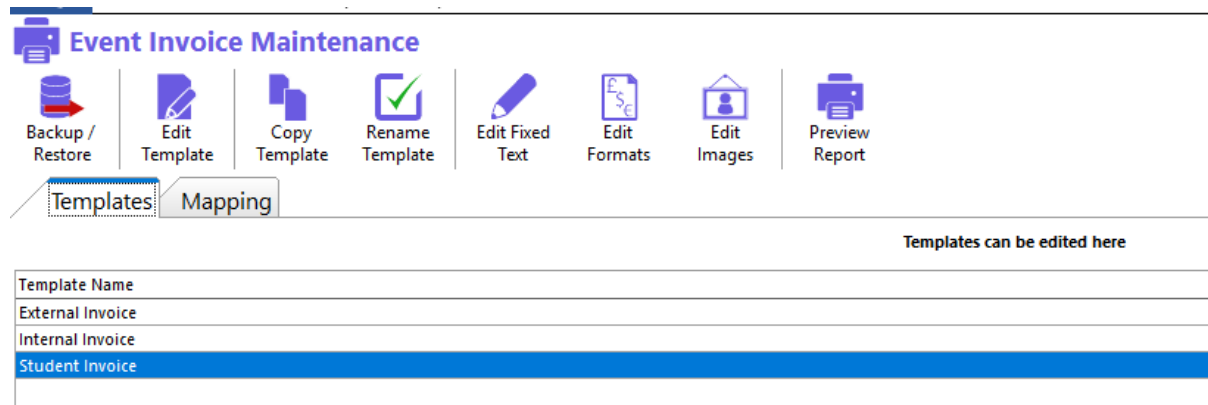 Event Invoice Maintenance
Backup /
Restore
Edit
Template
Copy
Template
Rename
Template
Edit Fixed
Text
£
$
€
Edit
Formats
Edit
Images
Preview
Report
Templates
Mapping
Templates can be edited here
Template Name
External Invoice
Internal Invoice
Student Invoice